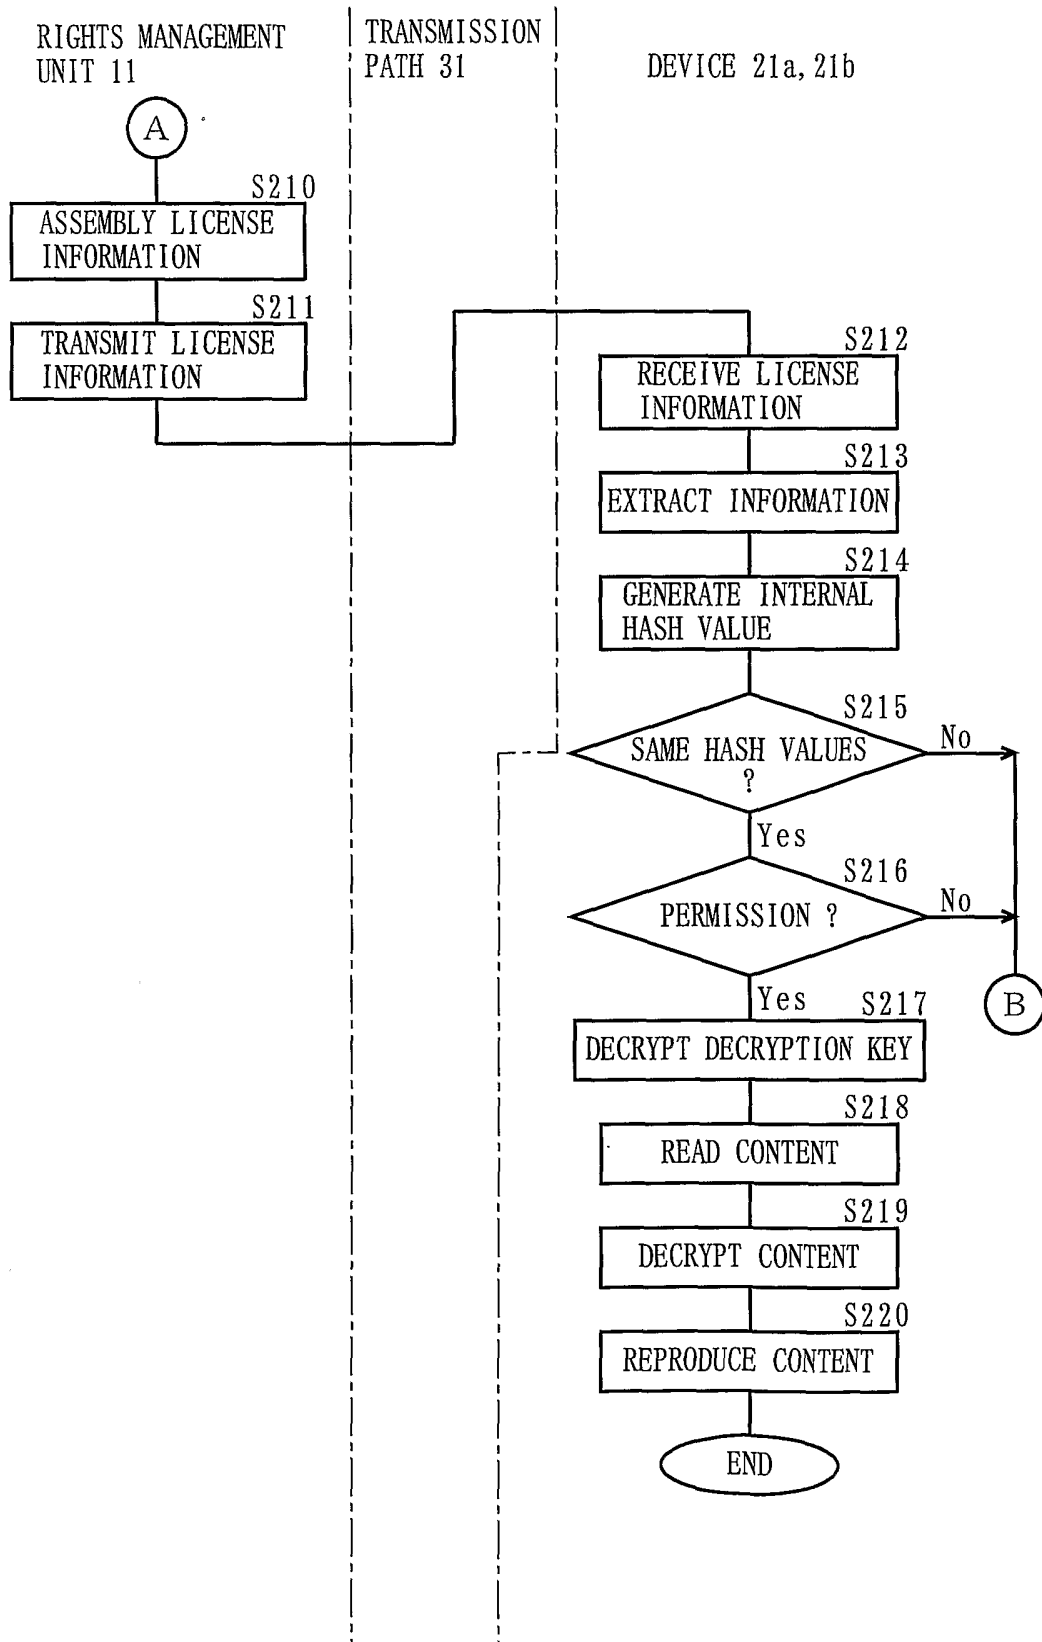 RIGHTS MANAGEMENT
UNIT 11
TRANSMISSION
PATH 31
DEVICE 21a, 21b
A
S210
ASSEMBLY LICENSE
INFORMATION
S211
TRANSMIT LICENSE
INFORMATION
S212
RECEIVE LICENSE
INFORMATION
S213
EXTRACT INFORMATION
S214
GENERATE INTERNAL
HASH VALUE
S215
SAME HASH VALUES
?
No
Yes
S216
PERMISSION ?
No
Yes
B
S217
DECRYPT DECRYPTION KEY
S218
READ CONTENT
S219
DECRYPT CONTENT
S220
REPRODUCE CONTENT
END